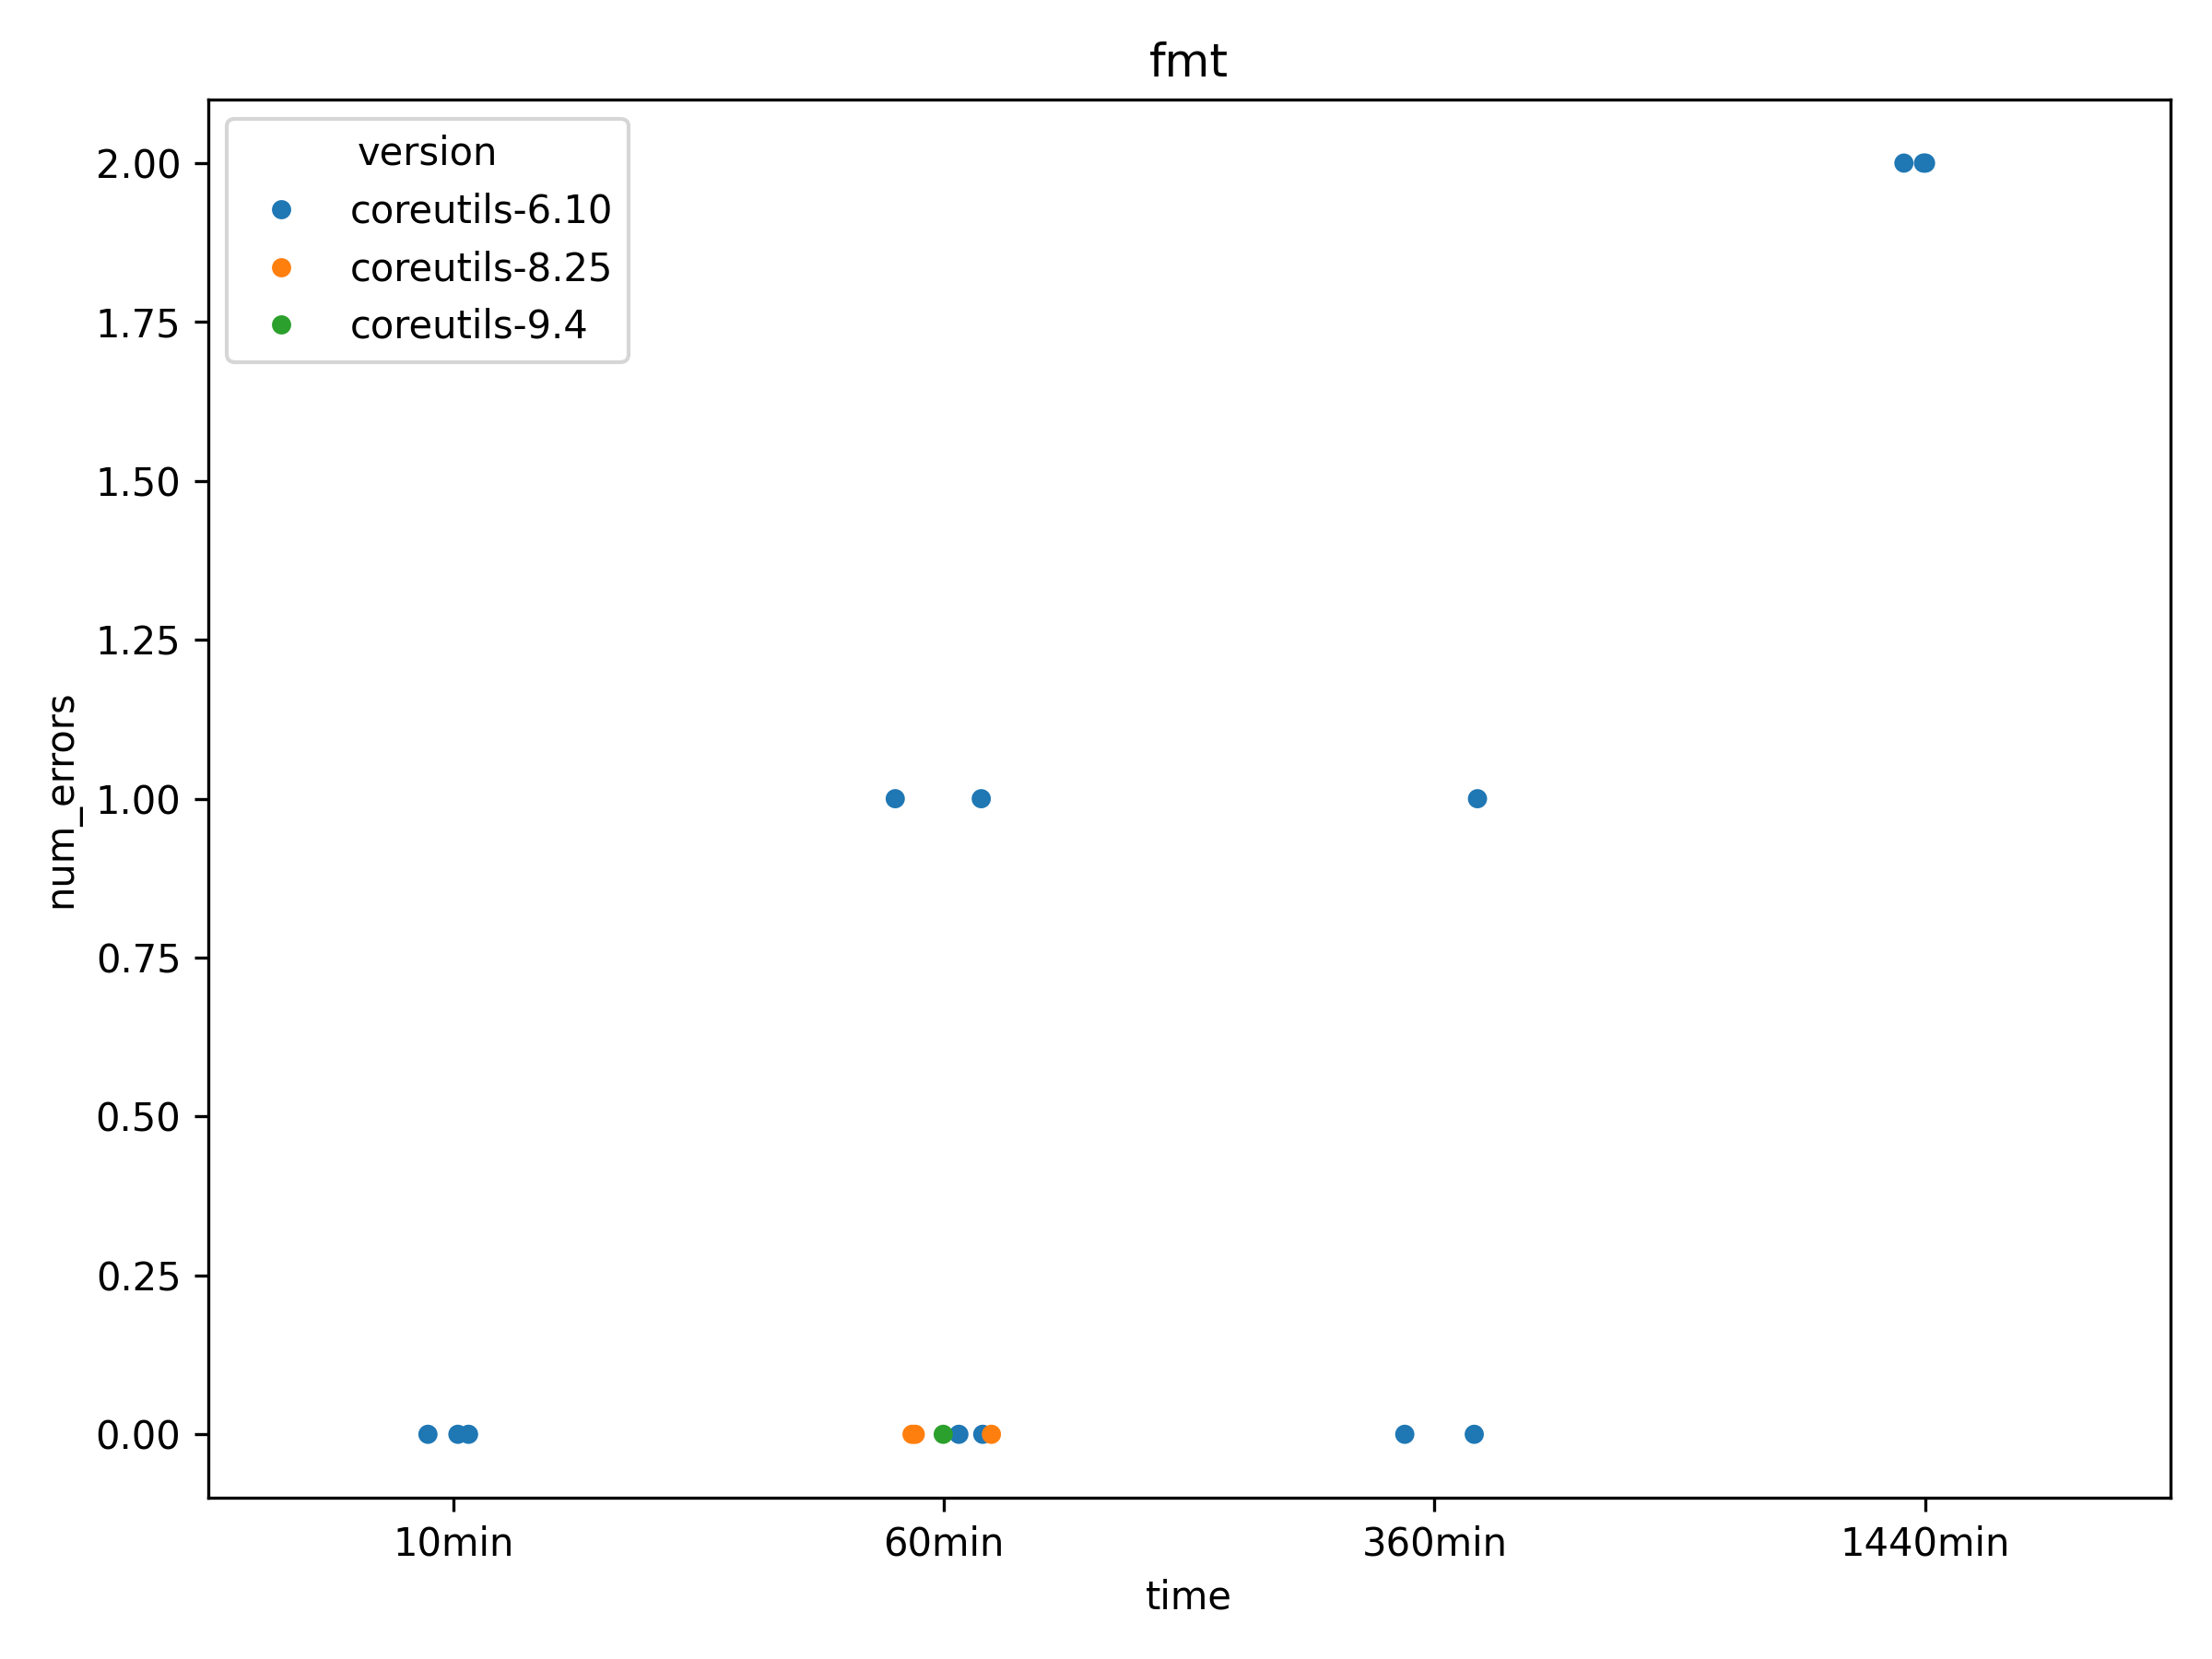 fmt
version
coreutils-6.10
coreutils-8.25
coreutils-9.4
2.00
1.75
1.50
1.25
1.00
0.75
0.50
0.25
0.00
num_errors
10min
60min
360min
1440min
time